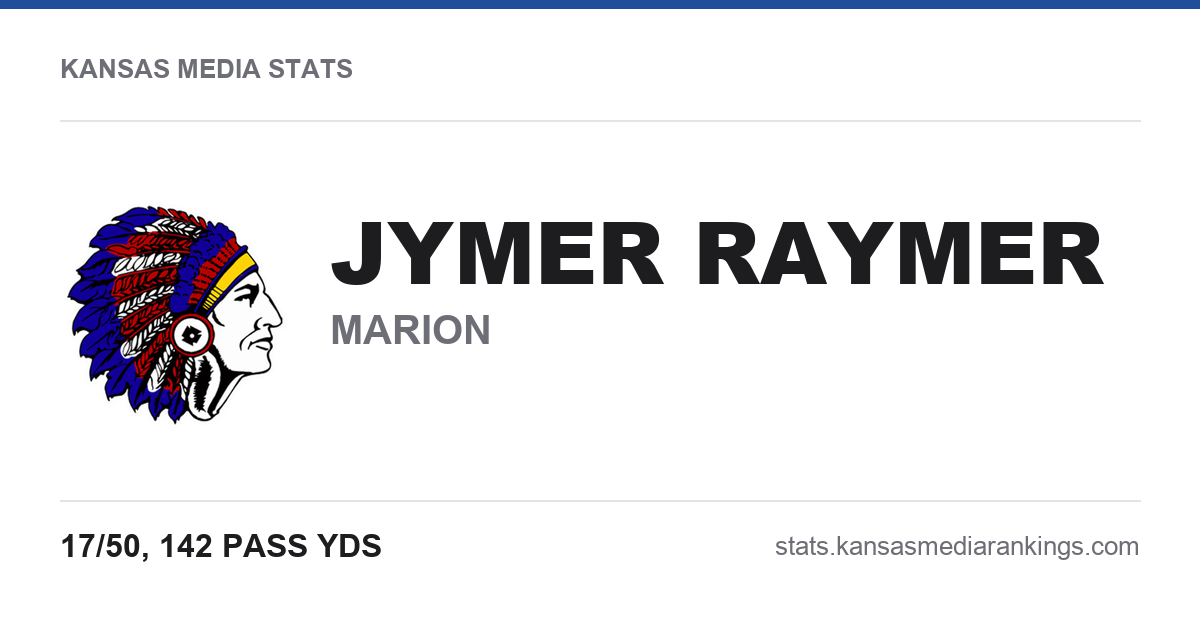 KANSAS MEDIA STATS
JYMER RAYMER
MARION
17/50, 142 PASS YDS
stats.kansasmediarankings.com